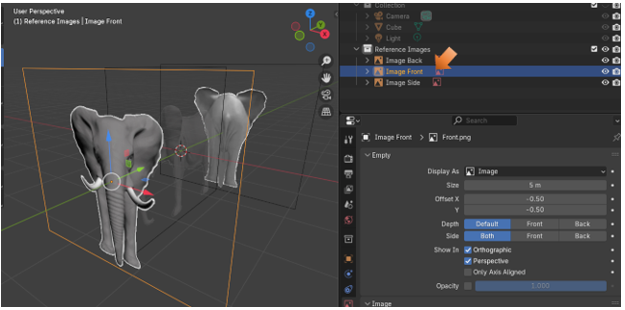 User Perspective
(1) Reference Images | Image Front
Z
Y
X
Collection
Camera
Cube
Light
Reference Images
Image Back
Image Front
Image Side
Search
Image Front > Front.png
Empty
Display As Image
Size 5 m
Offset X -0.50
Y -0.50
Depth Default Front Back
Side Both Front Back
Show In Orthographic
Perspective
Only Axis Aligned
Opacity 1.000
Image